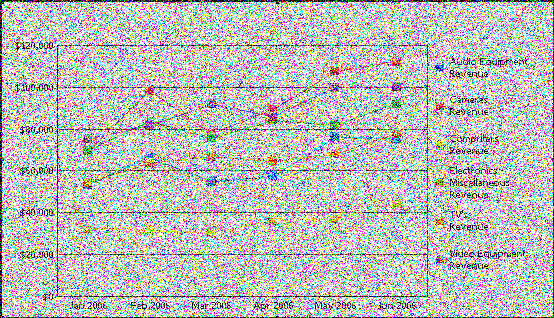 $120,000
$100,000
$80,000
$60,000
$40,000
$20,000
$0
Jan 2006
Feb 2006
Mar 2006
Apr 2006
May 2006
Jun 2006
Audio Equipment
Revenue
Cameras
Revenue
Computers
Revenue
Electronics
Miscellaneous
Revenue
TV's
Revenue
Video Equipment
Revenue